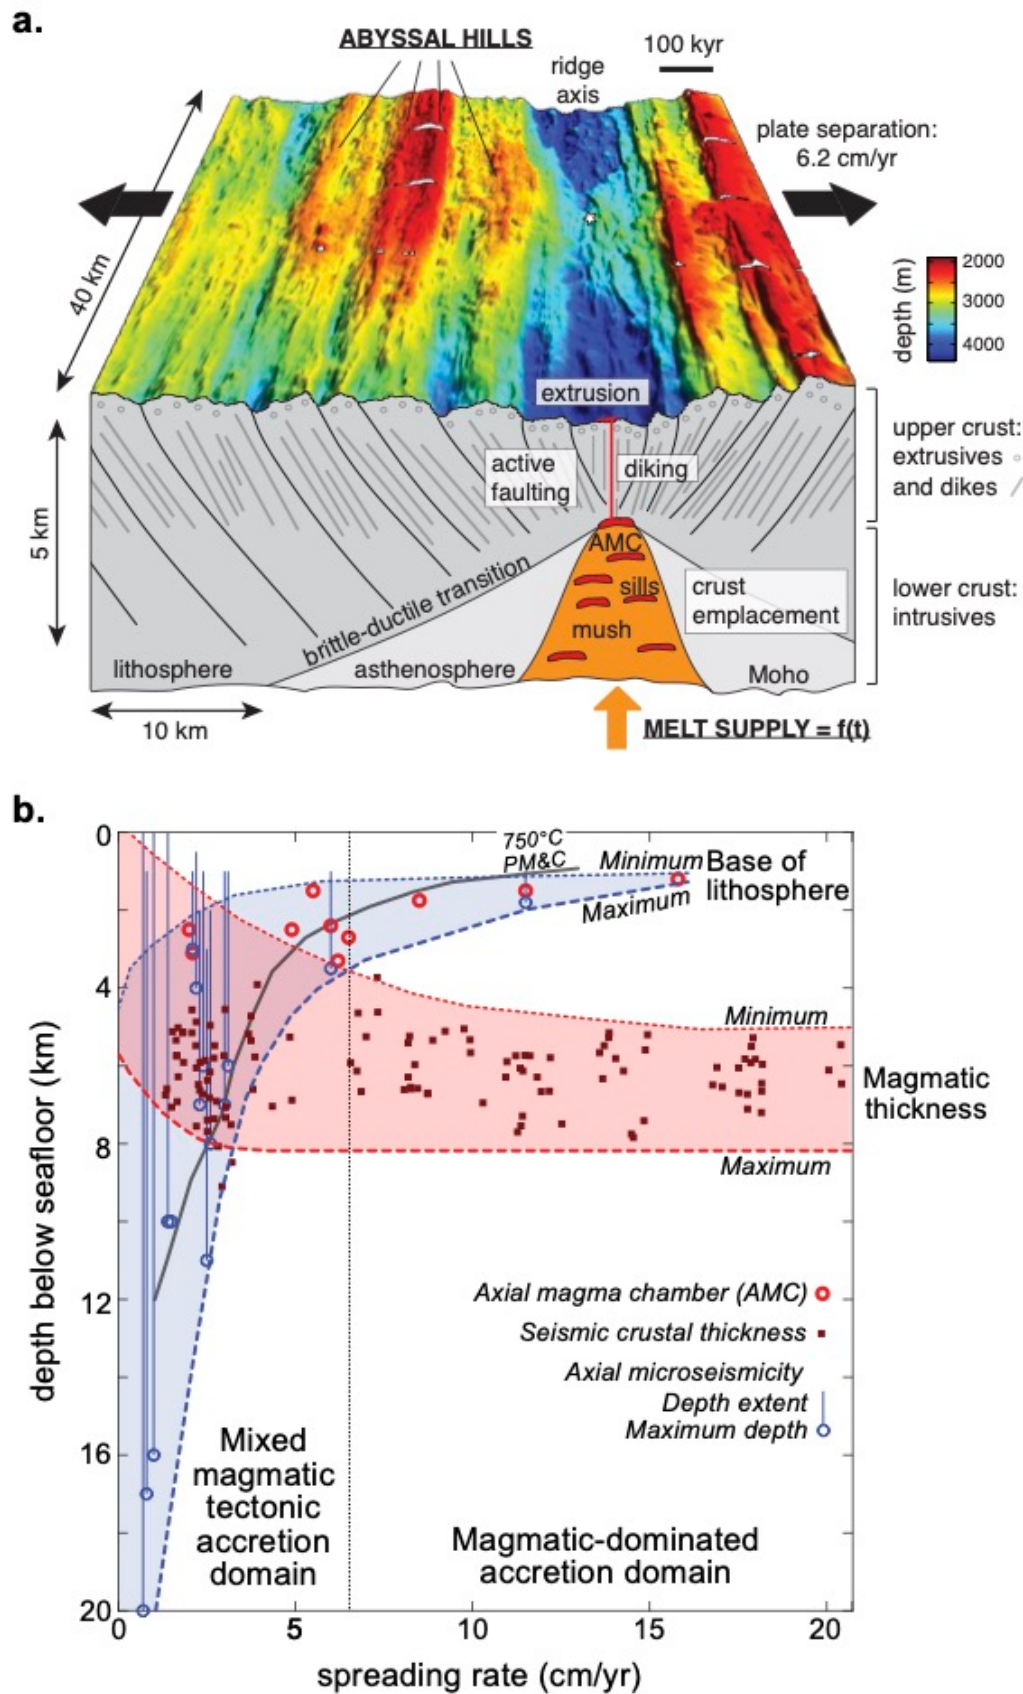 a.
ABYSSAL HILLS
100 kyr
ridge
axis
plate separation:
6.2 cm/yr
40 km
depth (m)
2000
3000
4000
extrusion
active
faulting
diking
upper crust:
extrusives
and dikes
5 km
AMC
sills
mush
brittle-ductile transition
crust
emplacement
lower crust:
intrusives
lithosphere
asthenosphere
Moho
10 km
MELT SUPPLY = f(t)
b.
0
4
8
12
16
20
depth below seafloor (km)
750°C
PM&C
Minimum
Base of
lithosphere
Maximum
Minimum
Magmatic
thickness
Maximum
Axial magma chamber (AMC)
Seismic crustal thickness
Axial microseismicity
Depth extent
Maximum depth
Mixed
magmatic
tectonic
accretion
domain
Magmatic-dominated
accretion domain
0
5
10
15
20
spreading rate (cm/yr)